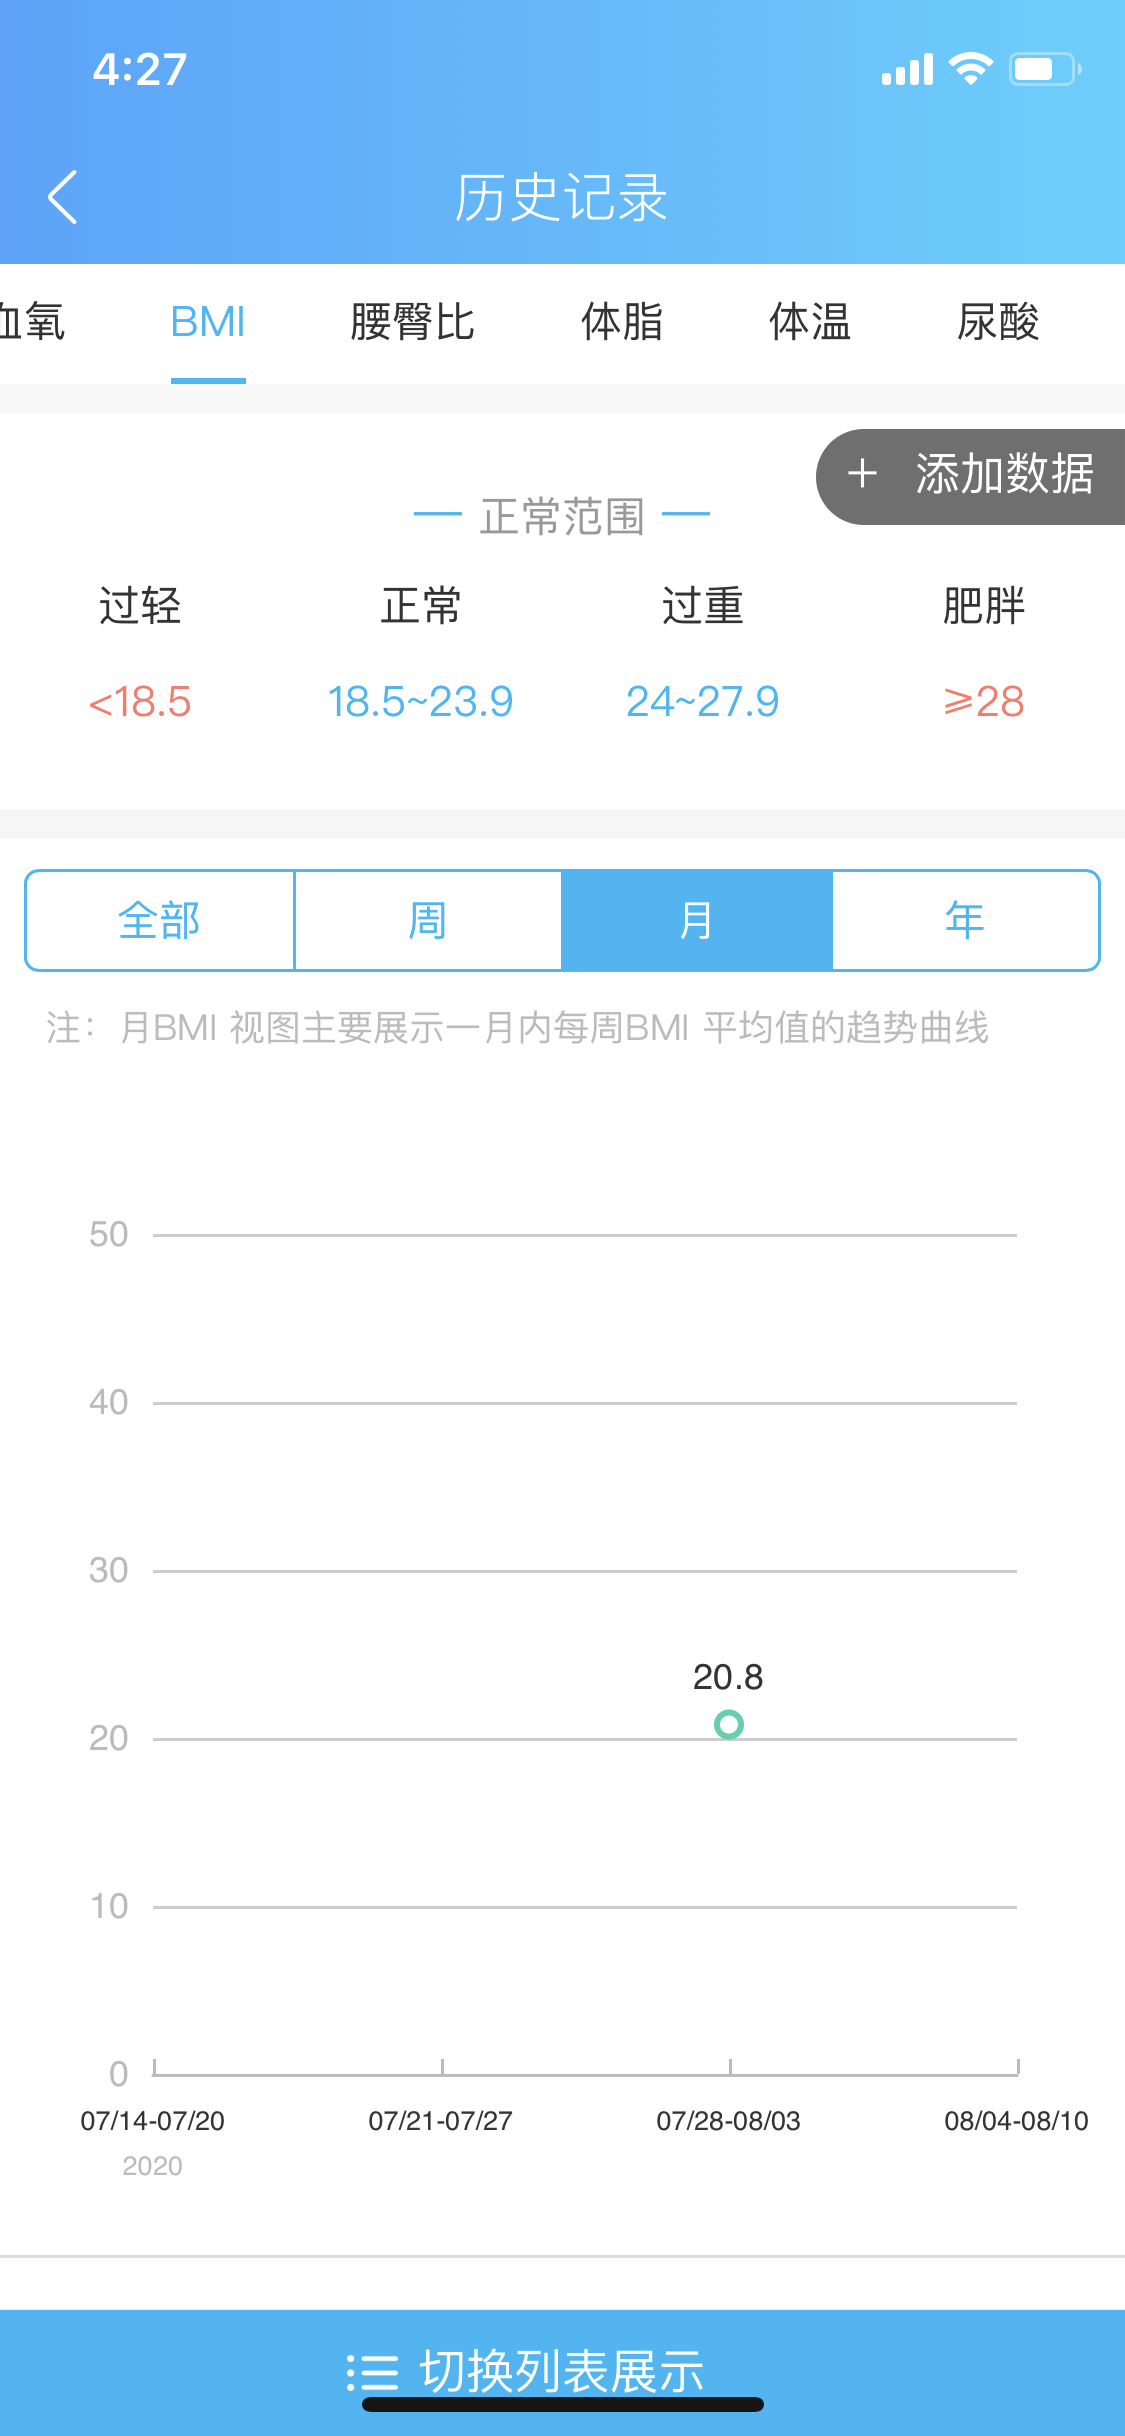 4:27
历史记录
血氧 BMI 腰臀比 体脂 体温 尿酸
+ 添加数据
正常范围
过轻 正常 过重 肥胖
<18.5 18.5~23.9 24~27.9 ≥28
全部 周 月 年
注：月BMI 视图主要展示一月内每周BMI 平均值的趋势曲线
50
40
30
20.8
20
10
0
07/14-07/20 07/21-07/27 07/28-08/03 08/04-08/10
2020
切换列表展示